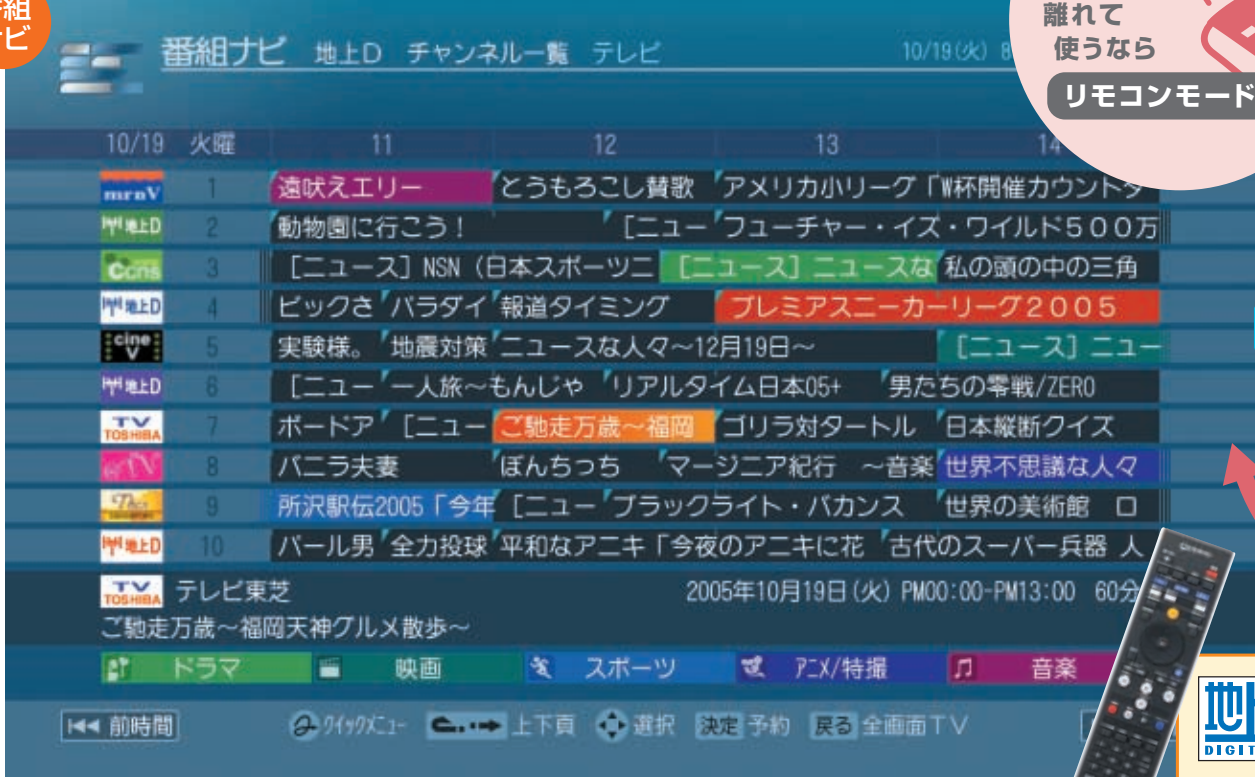 組
ナビ
離れて
使うなら
リモコンモード
番組ナビ 地上D チャンネル一覧 テレビ 10/19(火) 8
10/19 火曜 11 12 13 14
mrnV 1 遠吠えエリー とうもろこし賛歌 アメリカ小リーグ「W杯開催カウントダ
地上D 2 動物園に行こう! [ニュー フューチャー・イズ・ワイルド500万
Ccns 3 [ニュース] NSN (日本スポーツニ [ニュース] ニュースな 私の頭の中の三角
地上D 4 ビックさ パラダイ 報道タイミング プレミアスニーカーリーグ2005
cine V 5 実験様。 地震対策 ニュースな人々~12月19日~ [ニュース] ニュー
地上D 6 [ニュー 一人旅~もんじゃ リアルタイム日本05+ 男たちの零戦/ZERO
TV TOSHIBA 7 ボードア [ニュー ご馳走万歳~福岡 ゴリラ対タートル 日本縦断クイズ
8 バニラ夫妻 ぼんちっち マージニア紀行 ~音楽 世界不思議な人々
9 所沢駅伝2005「今年 [ニュー ブラックライト・バカンス 世界の美術館 ロ
地上D 10 パール男 全力投球 平和なアニキ「今夜のアニキに花 古代のスーパー兵器 人
TV TOSHIBA テレビ東芝 2005年10月19日(火) PM00:00-PM13:00 60分
ご馳走万歳~福岡天神グルメ散歩~
ドラマ 映画 スポーツ アニメ/特撮 音楽
前時間 クイックメニュー 上下頁 選択 決定 予約 戻る 全画面TV
地
DIGIT